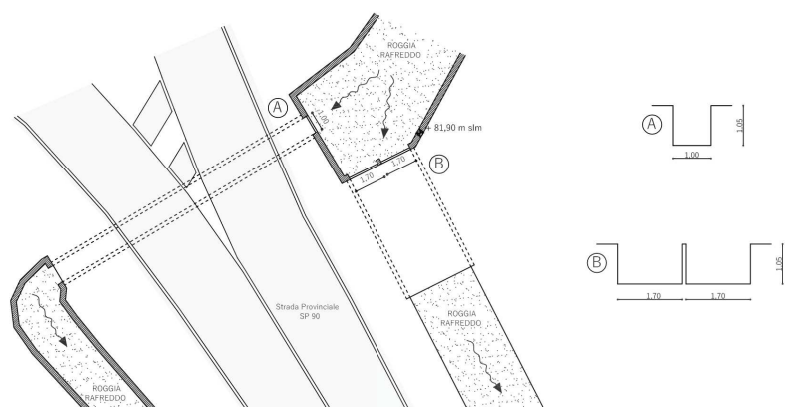 ROGGIA
RAFREDDO
A
1,00
+ 81,90 m slm
B
1,70
1,70
Strada Provinciale
SP 90
ROGGIA
RAFREDDO
ROGGIA
RAFREDDO
A
1,00
1,05
B
1,70
1,70
1,05